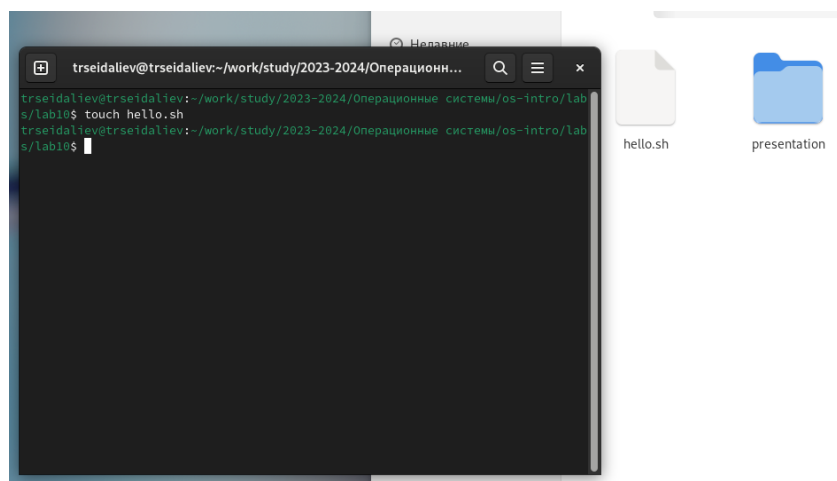 Недавние
trseidaliev@trseidaliev:~/work/study/2023-2024/Операционн...
trseidaliev@trseidaliev:~/work/study/2023-2024/Операционные системы/os-intro/lab
s/lab10$ touch hello.sh
trseidaliev@trseidaliev:~/work/study/2023-2024/Операционные системы/os-intro/lab
s/lab10$
hello.sh
presentation